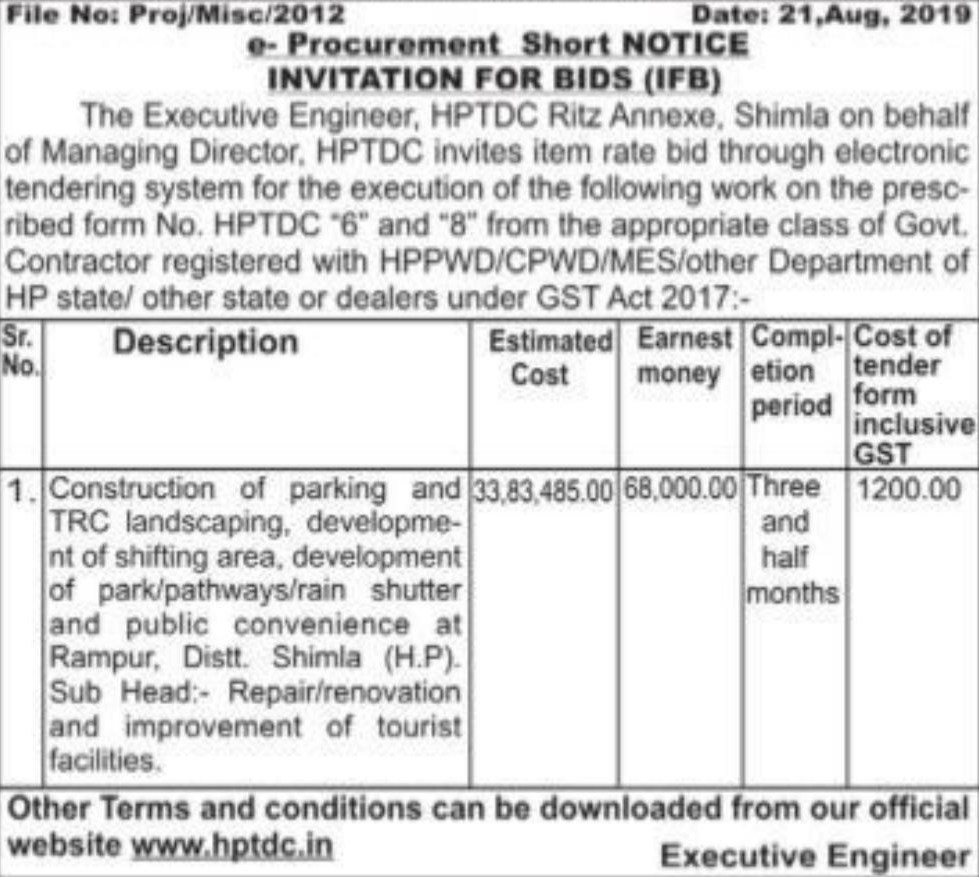 File No: Proj/Misc/2012 Date: 21,Aug, 2019
e- Procurement Short NOTICE
INVITATION FOR BIDS (IFB)
The Executive Engineer, HPTDC Ritz Annexe, Shimla on behalf
of Managing Director, HPTDC invites item rate bid through electronic
tendering system for the execution of the following work on the presc-
ribed form No. HPTDC “6” and “8” from the appropriate class of Govt.
Contractor registered with HPPWD/CPWD/MES/other Department of
HP state/ other state or dealers under GST Act 2017:-
Sr. No. Description Estimated Cost Earnest money Compl-etion period Cost of tender form inclusive GST
1. Construction of parking and 33,83,485.00 68,000.00 Three 1200.00
TRC landscaping, developme- and
nt of shifting area, development half
of park/pathways/rain shutter months
and public convenience at
Rampur, Distt. Shimla (H.P).
Sub Head:- Repair/renovation
and improvement of tourist
facilities.
Other Terms and conditions can be downloaded from our official
website www.hptdc.in
Executive Engineer